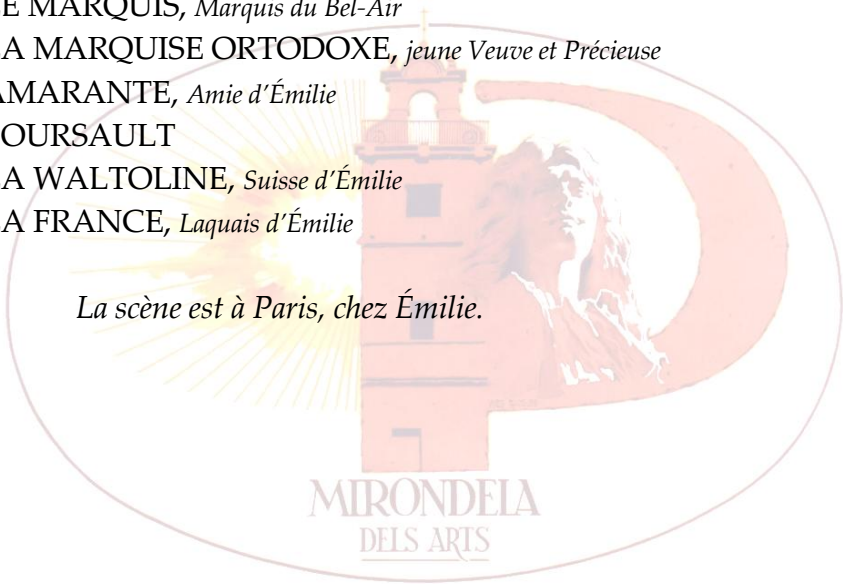 E MARQUIS, Marquis du Bel-Air
A MARQUISE ORTODOXE, jeune Veuve et Précieuse
AMARANTE, Amie d'Émilie
OURSAULT
A WALTOLINE, Suisse d'Émilie
A FRANCE, Laquais d'Émilie
La scène est à Paris, chez Émilie.
MIRONDELA
DELS ARTS